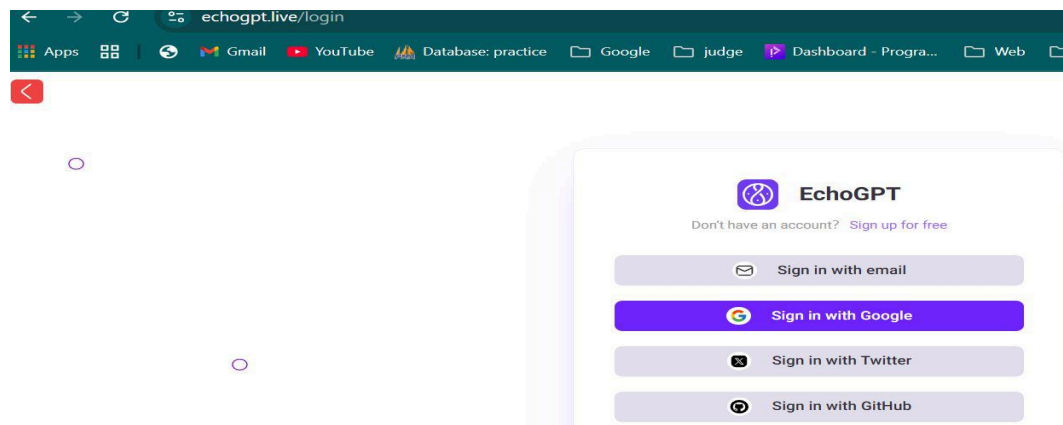 echogpt.live/login
Apps Gmail YouTube Database: practice Google judge Dashboard - Progra... Web
EchoGPT
Don't have an account? Sign up for free
Sign in with email
Sign in with Google
Sign in with Twitter
Sign in with GitHub